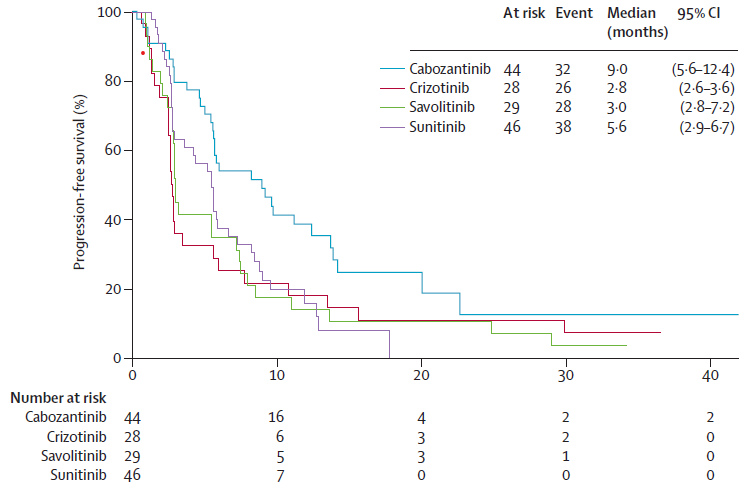 At risk Event Median 95% CI
(months)
Cabozantinib 44 32 9·0 (5·6–12·4)
Crizotinib 28 26 2·8 (2·6–3·6)
Savolitinib 29 28 3·0 (2·8–7·2)
Sunitinib 46 38 5·6 (2·9–6·7)
Progression-free survival (%)
100
80
60
40
20
0
0 10 20 30 40
Number at risk
Cabozantinib 44 16 4 2 2
Crizotinib 28 6 3 2 0
Savolitinib 29 5 3 1 0
Sunitinib 46 7 0 0 0